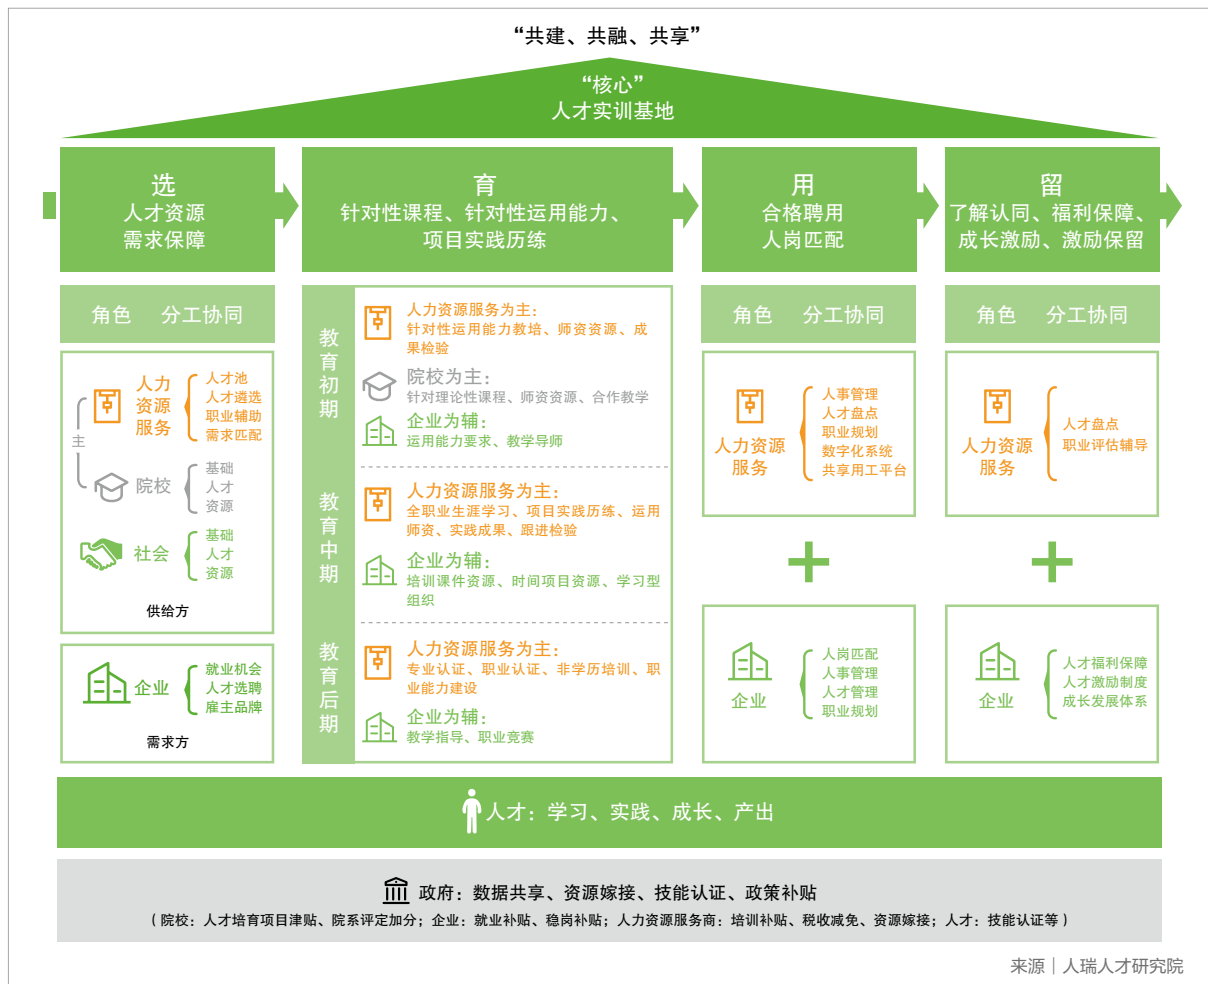 “共建、共融、共享”
“核心”
人才实训基地
选
人才资源
需求保障
育
针对性课程、针对性运用能力、
项目实践历练
用
合格聘用
人岗匹配
留
了解认同、福利保障、
成长激励、激励保留
角色 分工协同
主
人力
资源
服务
人才池
人才遴选
职业辅助
需求匹配
院校
基础
人才
资源
社会
基础
人才
资源
供给方
企业
就业机会
人才选聘
雇主品牌
需求方
教育初期
人力资源服务为主：
针对性运用能力教培、师资资源、成
果检验
院校为主：
针对理论性课程、师资资源、合作教学
企业为辅：
运用能力要求、教学导师
教育中期
人力资源服务为主：
全职业生涯学习、项目实践历练、运用
师资、实践成果、跟进检验
企业为辅：
培训课件资源、时间项目资源、学习型
组织
教育后期
人力资源服务为主：
专业认证、职业认证、非学历培训、职
业能力建设
企业为辅：
教学指导、职业竞赛
角色 分工协同
人力资源
服务
人事管理
人才盘点
职业规划
数字化系统
共享用工平台
企业
人岗匹配
人事管理
人才管理
职业规划
角色 分工协同
人力资源
服务
人才盘点
职业评估辅导
企业
人才福利保障
人才激励制度
成长发展体系
人才：学习、实践、成长、产出
政府：数据共享、资源嫁接、技能认证、政策补贴
（院校：人才培育项目津贴、院系评定加分；企业：就业补贴、稳岗补贴；人力资源服务商：培训补贴、税收减免、资源嫁接；人才：技能认证等）
来源｜人瑞人才研究院